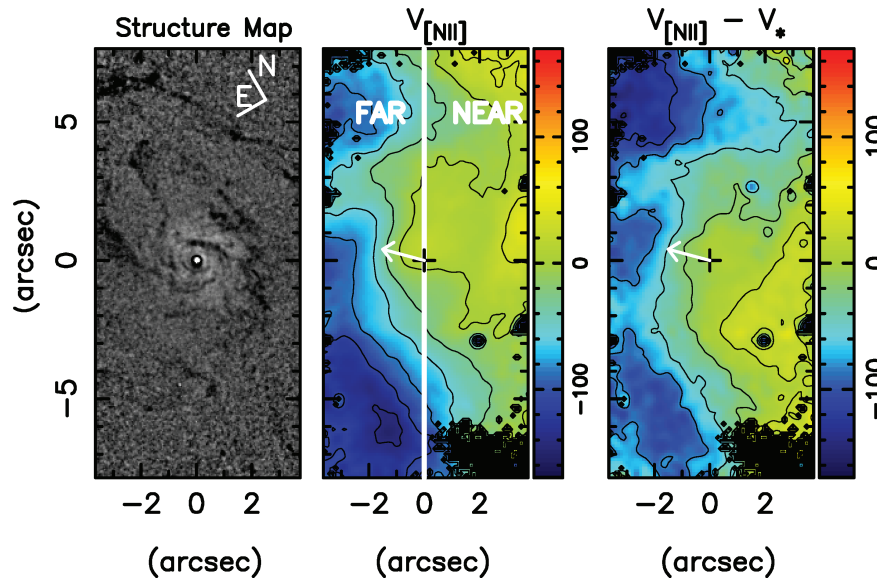 Structure Map
V[NII]
V[NII] − V*
N
E
FAR
NEAR
5
0
−5
(arcsec)
−2 0 2
−2 0 2
−2 0 2
(arcsec)
(arcsec)
(arcsec)
100
0
−100
(arcsec)
100
0
−100